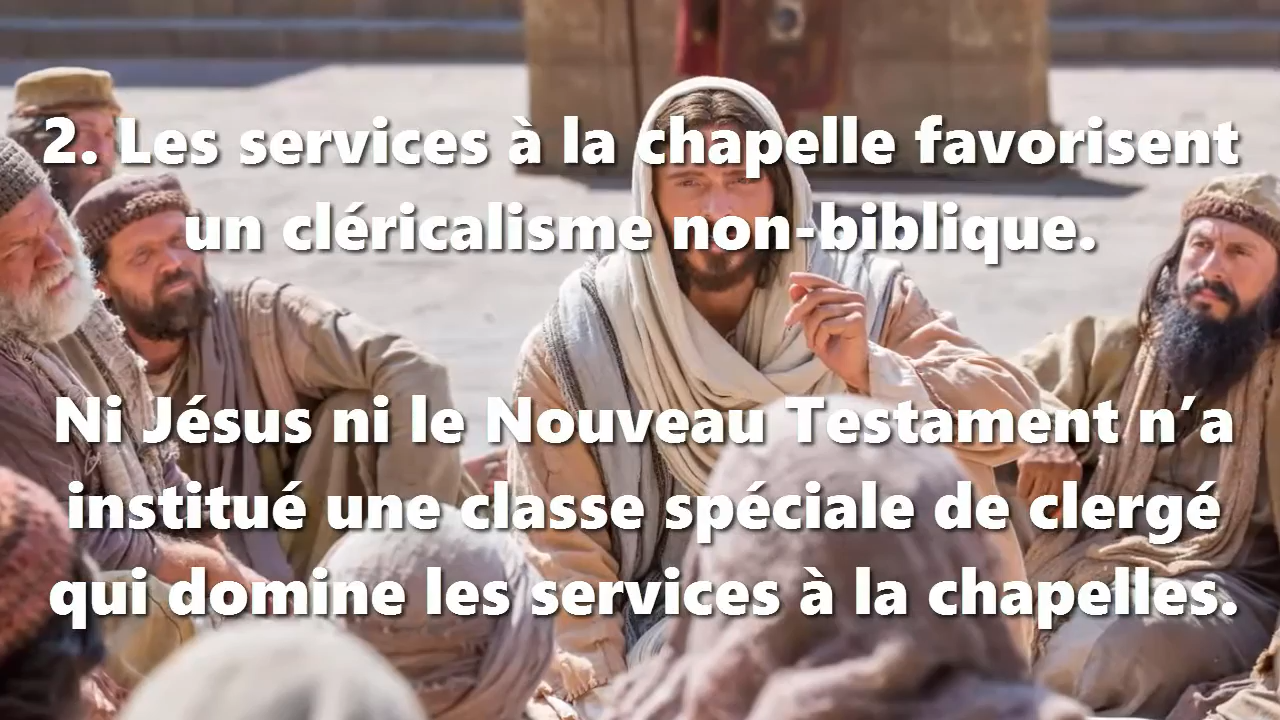 2. Les services à la chapelle favorisent
un cléricalisme non-biblique.
Ni Jésus ni le Nouveau Testament n’a
institué une classe spéciale de clergé
qui domine les services à la chapelles.